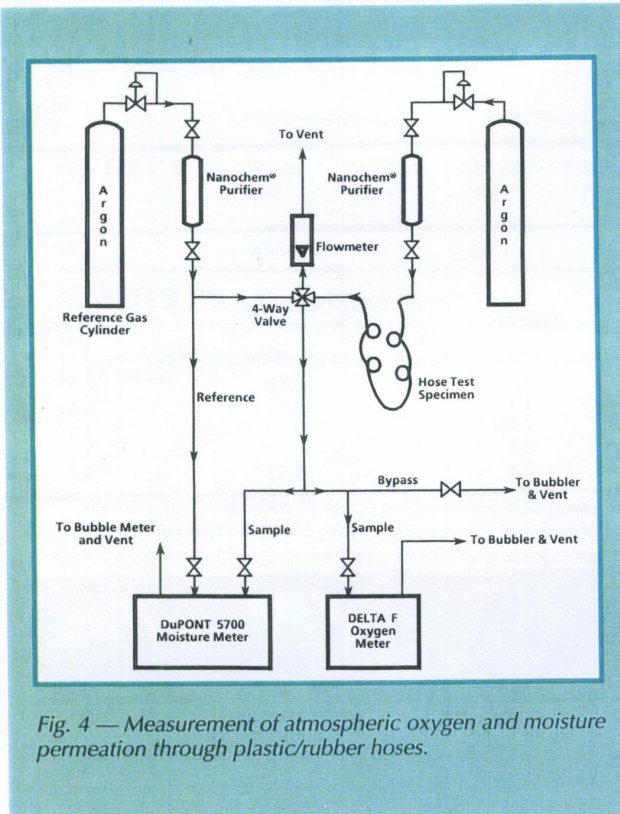 To Vent
Nanochem® Purifier
Nanochem® Purifier
Argon
Argon
Flowmeter
Reference Gas Cylinder
4-Way Valve
Hose Test Specimen
Reference
Bypass
To Bubbler & Vent
To Bubble Meter and Vent
Sample
Sample
To Bubbler & Vent
DuPONT 5700 Moisture Meter
DELTA F Oxygen Meter
Fig. 4 — Measurement of atmospheric oxygen and moisture
permeation through plastic/rubber hoses.